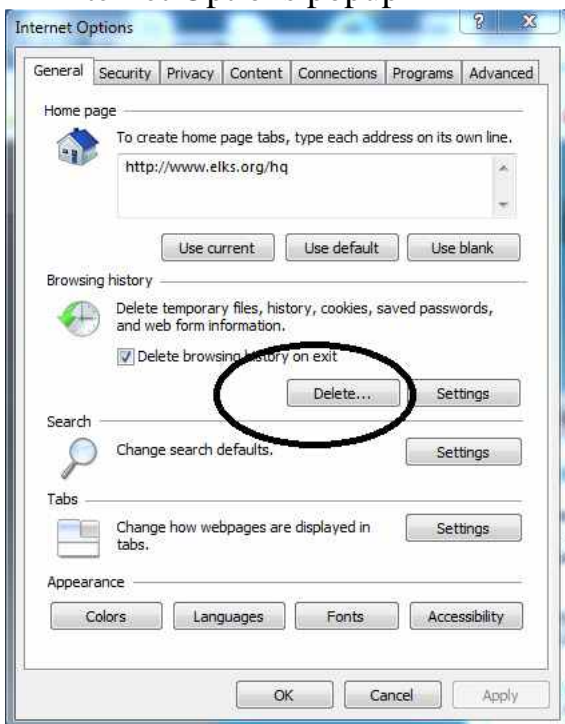 Options popup
Internet Options
General Security Privacy Content Connections Programs Advanced
Home page
To create home page tabs, type each address on its own line.
http://www.elks.org/hq
Use current Use default Use blank
Browsing history
Delete temporary files, history, cookies, saved passwords,
and web form information.
Delete browsing history on exit
Delete... Settings
Search
Change search defaults.
Settings
Tabs
Change how webpages are displayed in
tabs.
Settings
Appearance
Colors Languages Fonts Accessibility
OK Cancel Apply